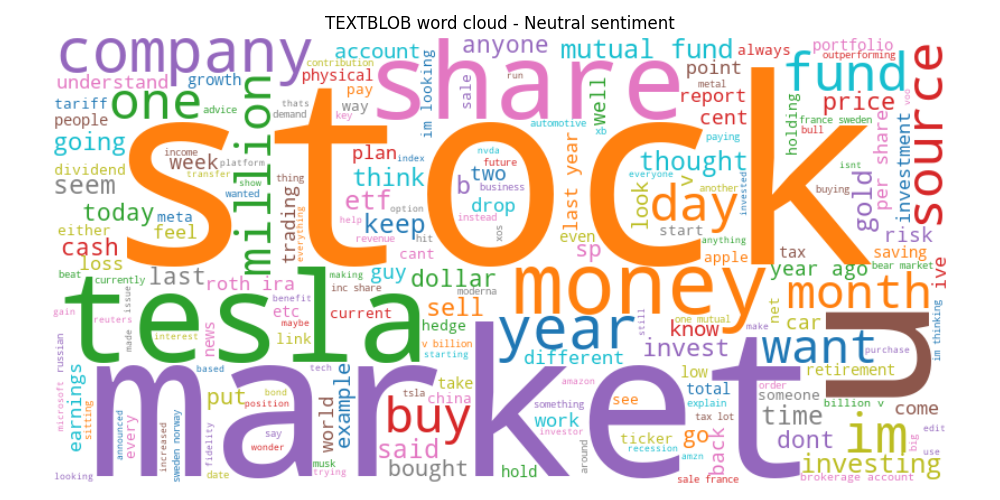 TEXTBLOB word cloud - Neutral sentiment
company
growth
understand
tariff
people
going
dividend
seem
one
million
account
contribution
physical
pay
advice
thats
demand
key
way
run
im looking
anyone
sale
share
mutual fund
always
well
metal
point
report
cent
paying
portfolio
outperforming
fund
price
voo
source
stock
income
week
platform
transfer
show
wanted
thing
trading
everything
plan
index
think
etf
option
help
keep
instead
revenue
hit
cant
nvda
future
two
b
business
drop
xos
automotive
xb
last year
even
sp
thought
everyone
v
another
look
day
start
anything
apple
invested
holding
france sweden
bull
isnt
buying
gold
per share
investment
risk
tax
saving
ive
today
meta
either
feel
cash
loss
beat
currently
last
roth ira
guy
making
inc share
moderna
dollar
sell
money
year ago
bear market
month
tesla
gain
reuters
made
issue
interest
news
benefit
etc
maybe
link
current
hedge
v billion
starting
year
different
still
one mutual
know
invest
make
net
car
want
purchase
retirement
u
im thinking
russian
microsoft
sitting
earnings
announced
every
based
increased
sweden norway
put
fidelity
date
tech
bond
position
say
wonder
musk
trying
world
example
looking
market
take
tsla
china
buy
said
bought
hold
amazon
something
investor
work
around
see
ticker
recession
low
total
explain
amzn
tax lot
go
back
sale france
order
someone
time
dont
billion v
im
investing
brokerage account
come
big
edit
use